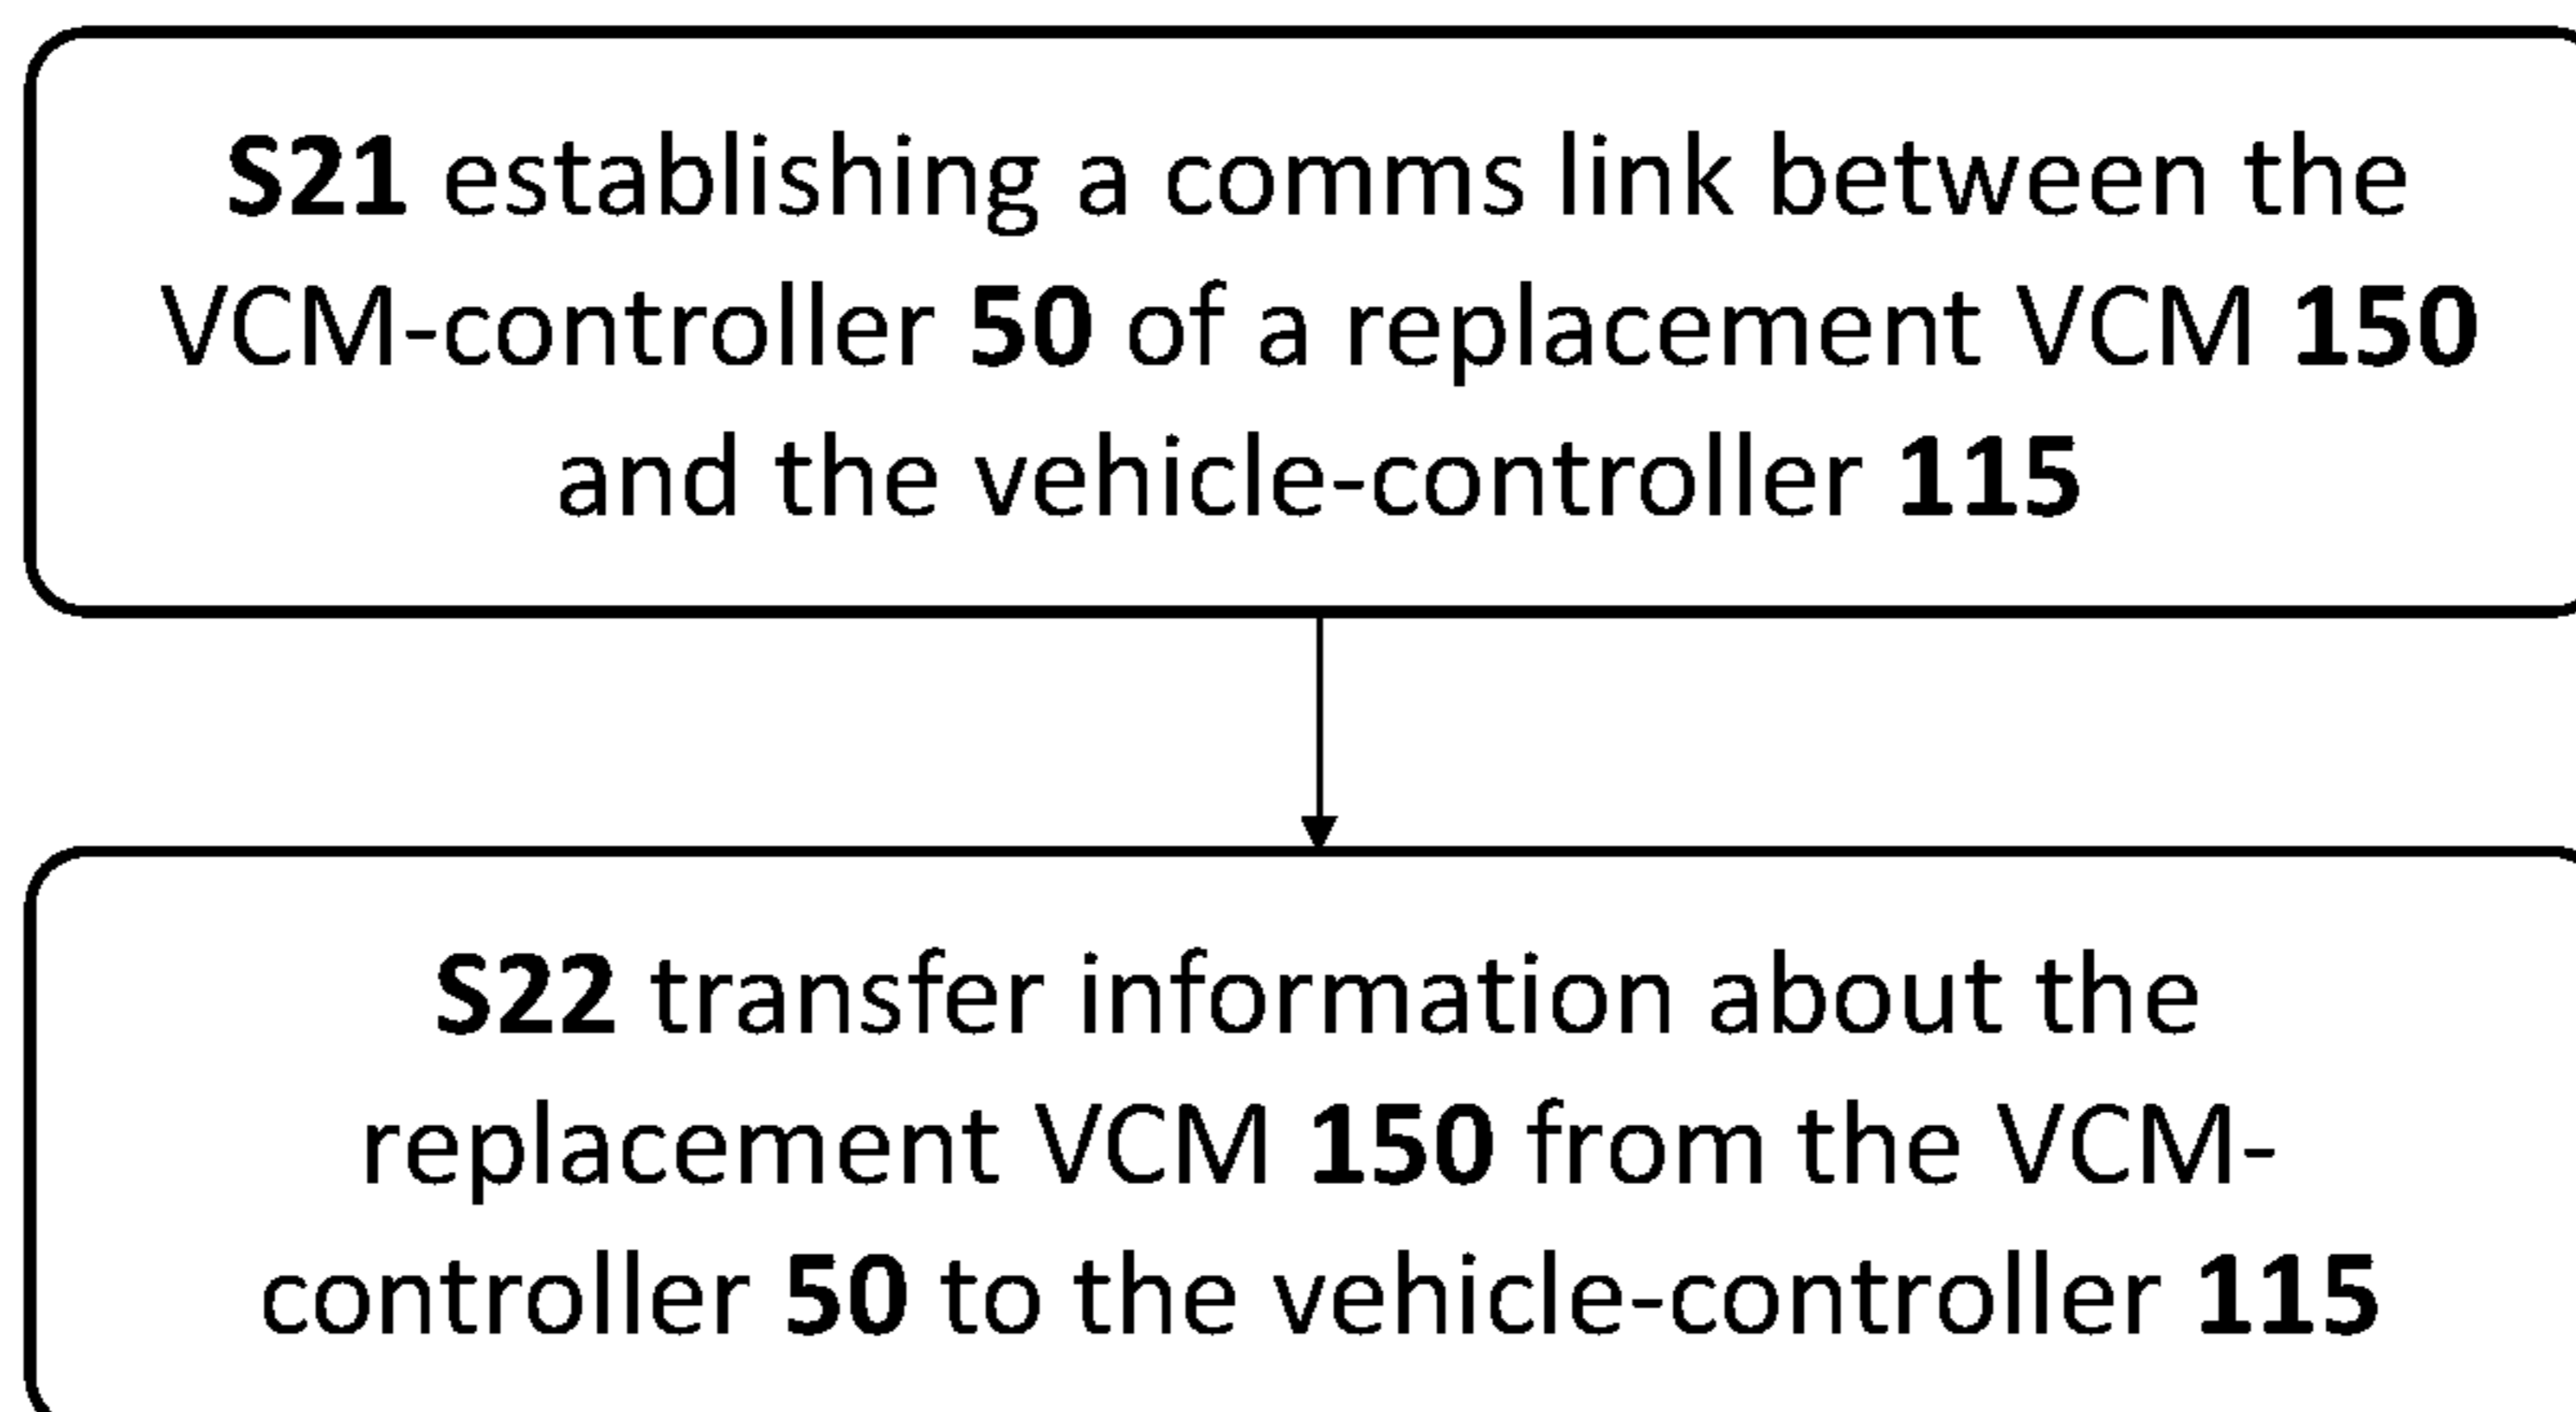 S21 establishing a comms link between the
VCM-controller 50 of a replacement VCM 150
and the vehicle-controller 115
S22 transfer information about the
replacement VCM 150 from the VCM-
controller 50 to the vehicle-controller 115